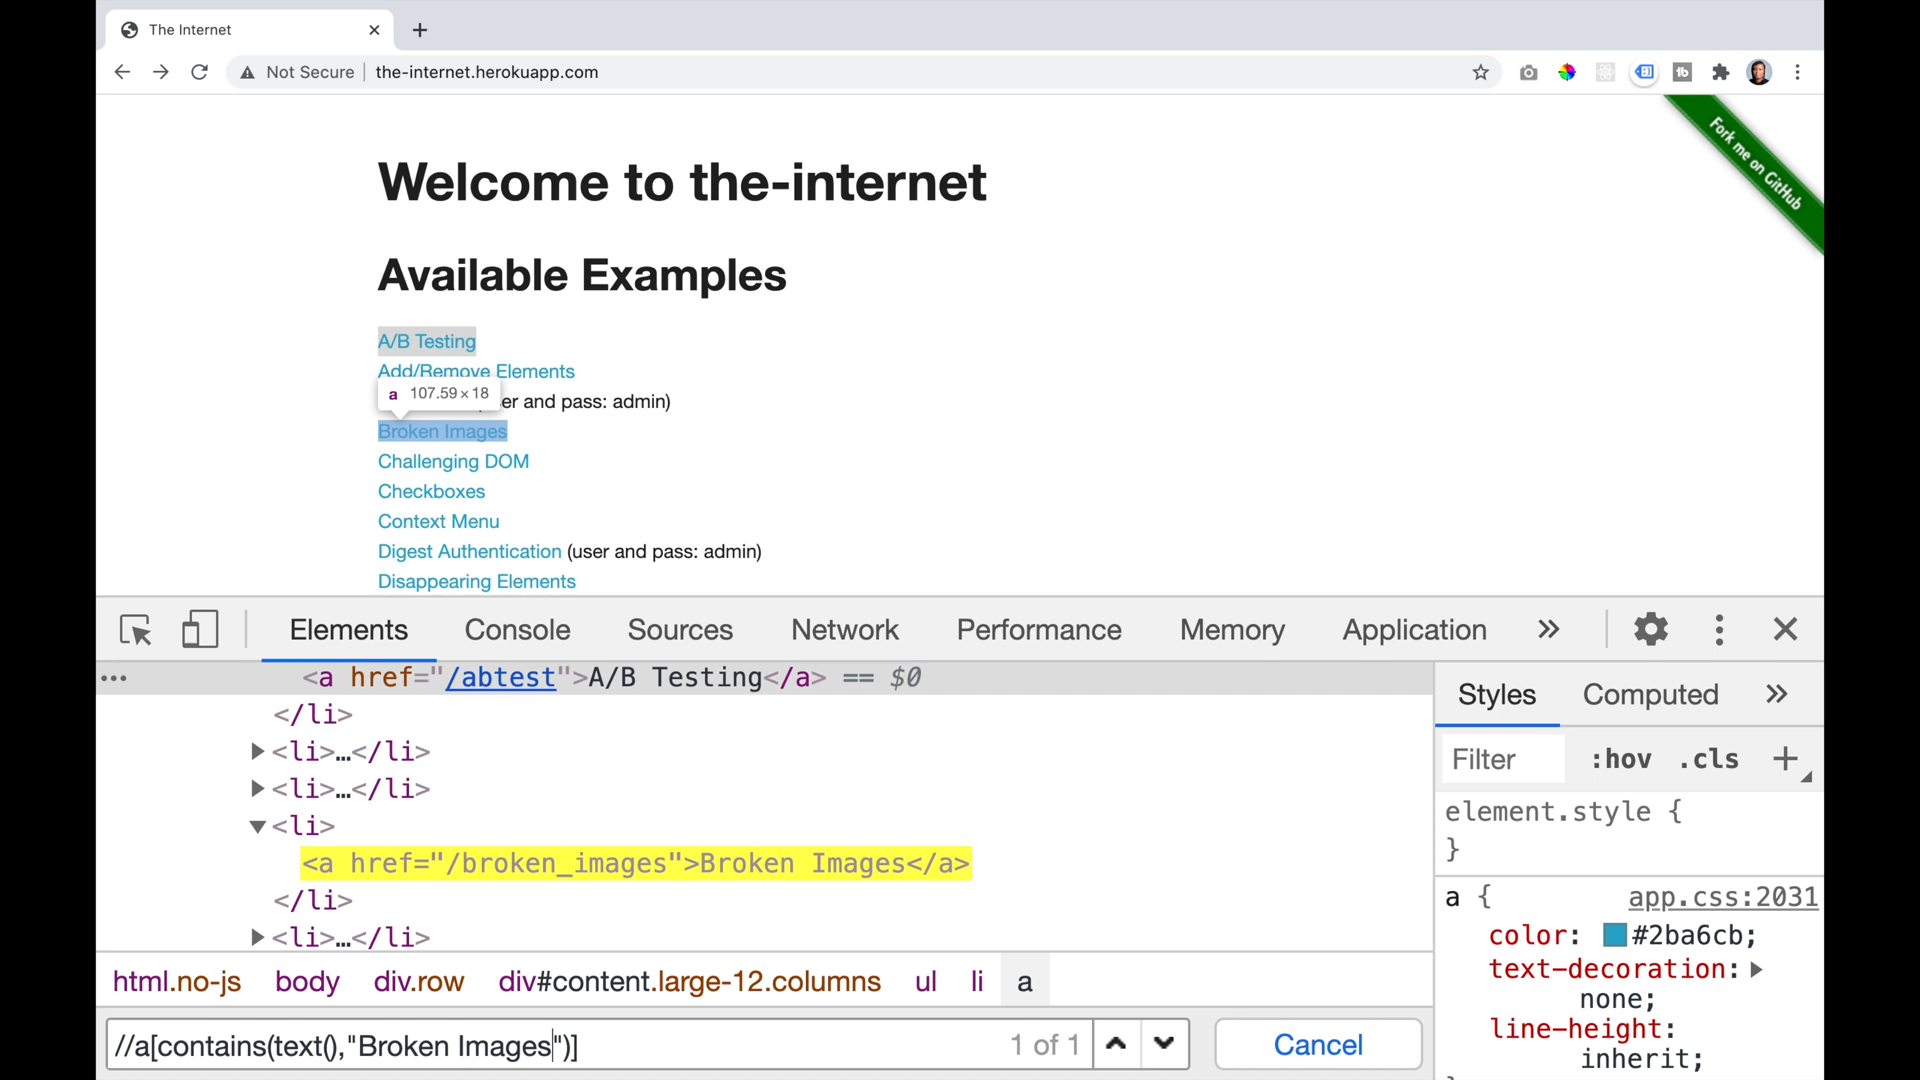 The Internet
Not Secure
the-internet.herokuapp.com
Fork me on GitHub
Welcome to the-internet
Available Examples
A/B Testing
Add/Remove Elements
a 107.59×18
er and pass: admin)
Broken Images
Challenging DOM
Checkboxes
Context Menu
Digest Authentication (user and pass: admin)
Disappearing Elements
Elements Console Sources Network Performance Memory Application »
<a href="/abtest">A/B Testing</a> == $0
</li>
<li>…</li>
<li>…</li>
<li>
<a href="/broken_images">Broken Images</a>
</li>
<li>…</li>
html.no-js body div.row div#content.large-12.columns ul li a
//a[contains(text(),"Broken Images")]
1 of 1
Cancel
Styles Computed »
Filter :hov .cls +
element.style {
}
a { app.css:2031
color: #2ba6cb;
text-decoration:
none;
line-height:
inherit;